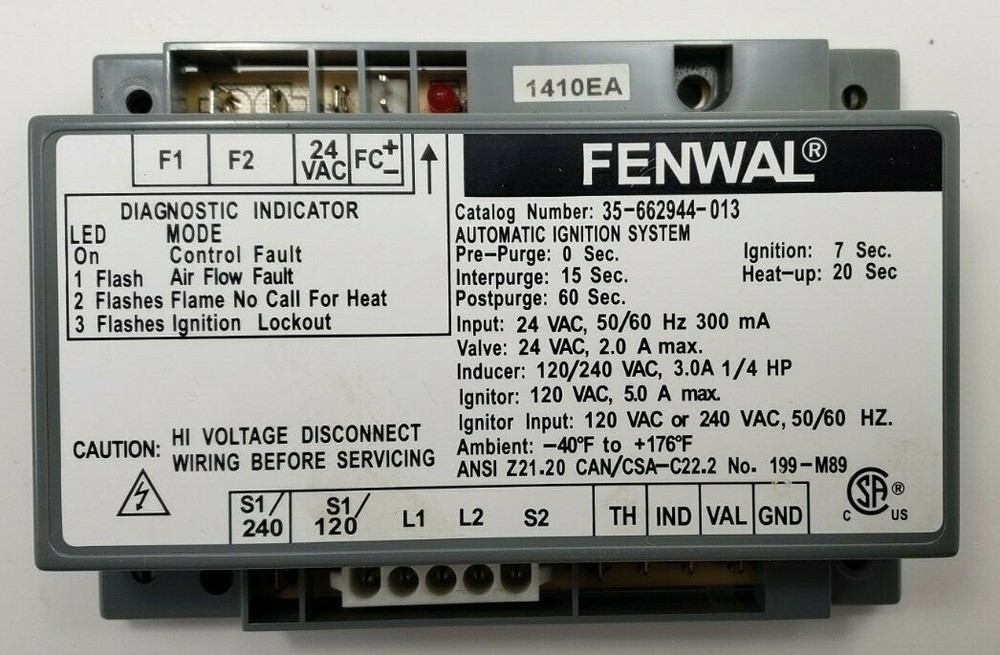 1410EA
F1 F2 24 VAC FC + -
FENWAL®
DIAGNOSTIC INDICATOR
LED MODE
On Control Fault
1 Flash Air Flow Fault
2 Flashes Flame No Call For Heat
3 Flashes Ignition Lockout
Catalog Number: 35-662944-013
AUTOMATIC IGNITION SYSTEM
Pre-Purge: 0 Sec. Ignition: 7 Sec.
Interpurge: 15 Sec. Heat-up: 20 Sec
Postpurge: 60 Sec.
Input: 24 VAC, 50/60 Hz 300 mA
Valve: 24 VAC, 2.0 A max.
Inducer: 120/240 VAC, 3.0A 1/4 HP
Ignitor: 120 VAC, 5.0 A max.
Ignitor Input: 120 VAC or 240 VAC, 50/60 HZ.
Ambient: -40°F to +176°F
ANSI Z21.20 CAN/CSA-C22.2 No. 199-M89
CAUTION: HI VOLTAGE DISCONNECT
WIRING BEFORE SERVICING
C SA ® US
S1/ 240 S1/ 120 L1 L2 S2 TH IND VAL GND